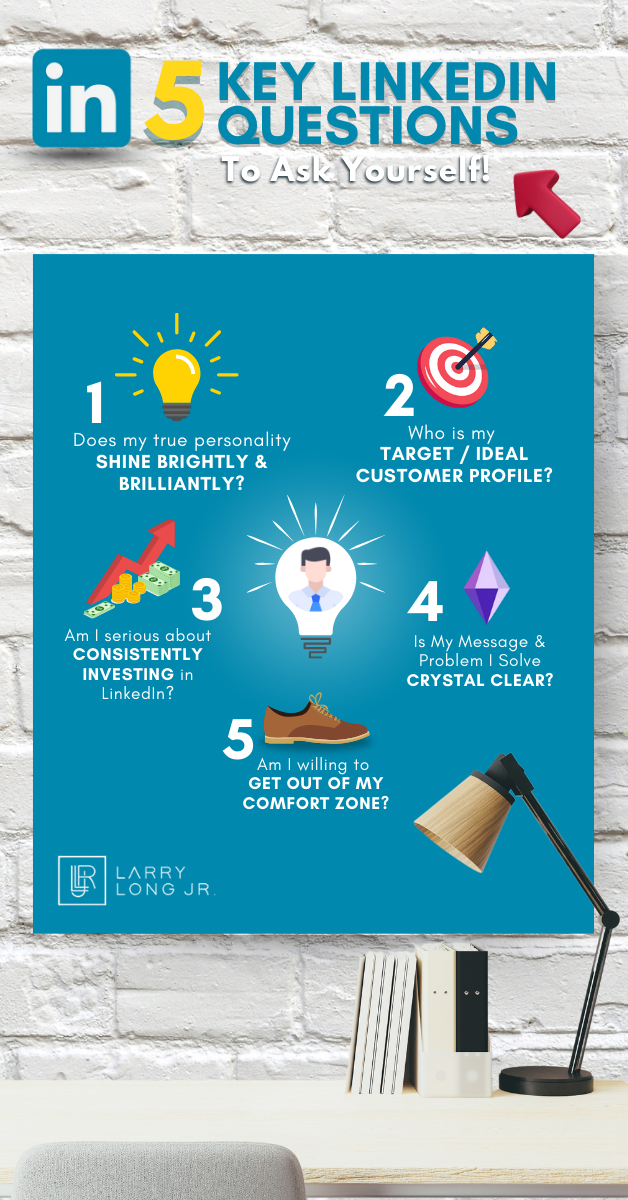 in
5 KEY LINKEDIN
QUESTIONS
To Ask Yourself!
1
Does my true personality
SHINE BRIGHTLY &
BRILLIANTLY?
2
Who is my
TARGET / IDEAL
CUSTOMER PROFILE?
3
Am I serious about
CONSISTENTLY
INVESTING in
LinkedIn?
4
Is My Message &
Problem I Solve
CRYSTAL CLEAR?
5
Am I willing to
GET OUT OF MY
COMFORT ZONE?
LARRY
LONG JR.